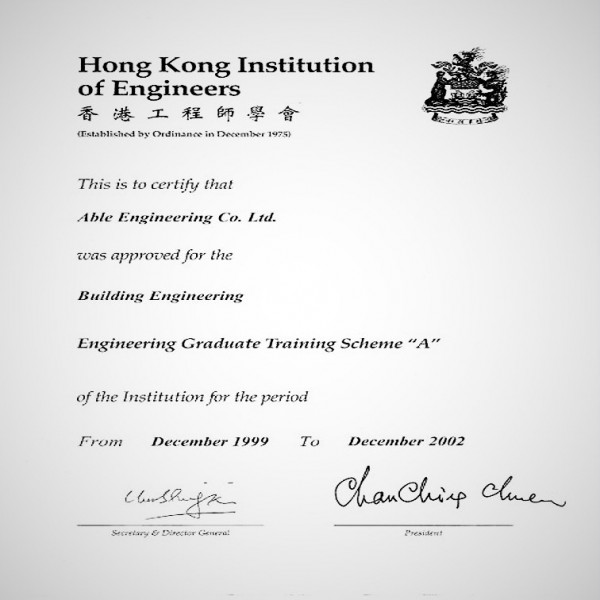 Hong Kong Institution
of Engineers
香港工程師學會
(Established by Ordinance in December 1975)
This is to certify that
Able Engineering Co. Ltd.
was approved for the
Building Engineering
Engineering Graduate Training Scheme “A”
of the Institution for the period
From December 1999 To December 2002
Chan Ching Chuen
Secretary & Director General
President